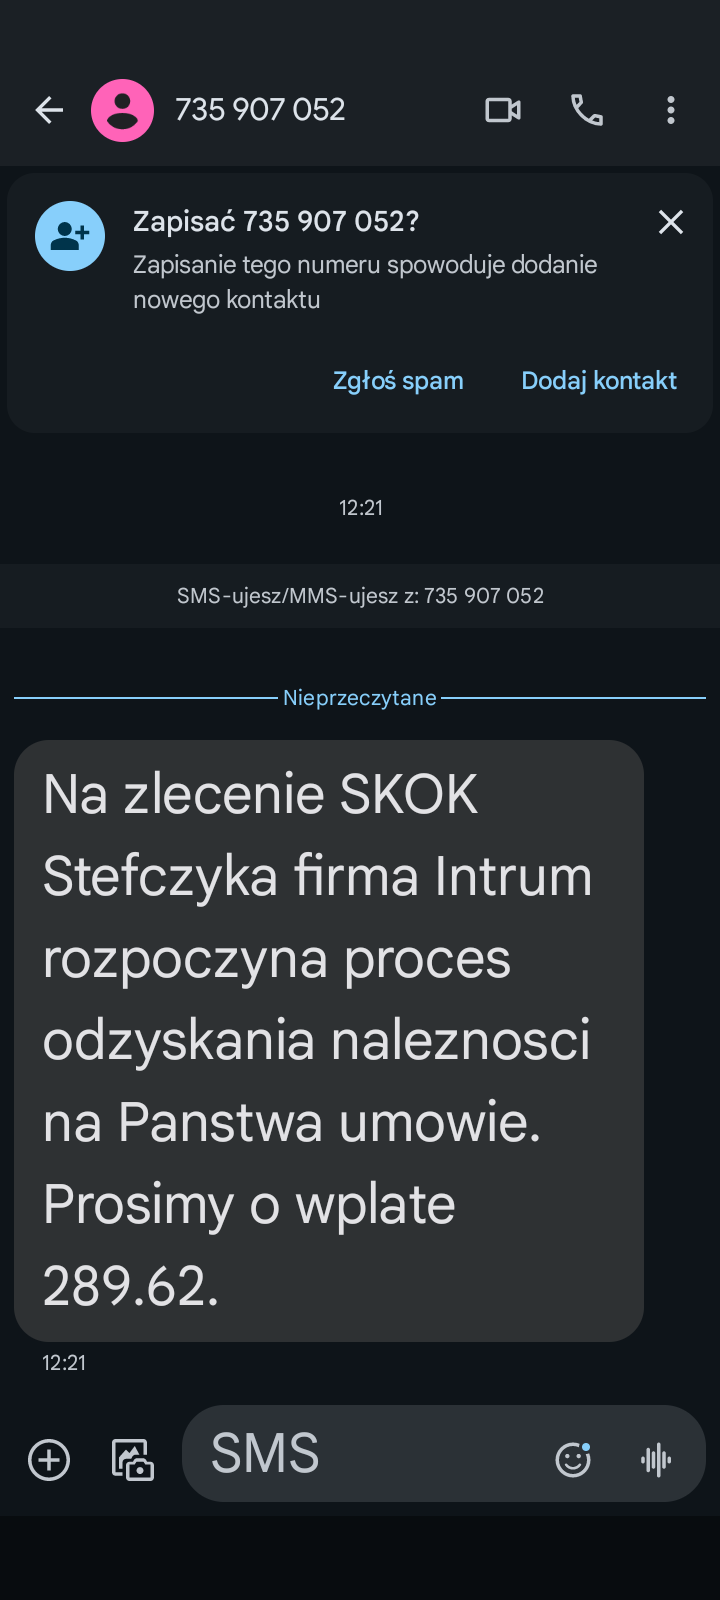 735 907 052
Zapisać 735 907 052?
Zapisanie tego numeru spowoduje dodanie
nowego kontaktu
Zgłoś spam Dodaj kontakt
12:21
SMS-ujesz/MMS-ujesz z: 735 907 052
Nieprzeczytane
Na zlecenie SKOK
Stefczyka firma Intrum
rozpoczyna proces
odzyskania naleznosci
na Panstwa umowie.
Prosimy o wplate
289.62.
12:21
SMS